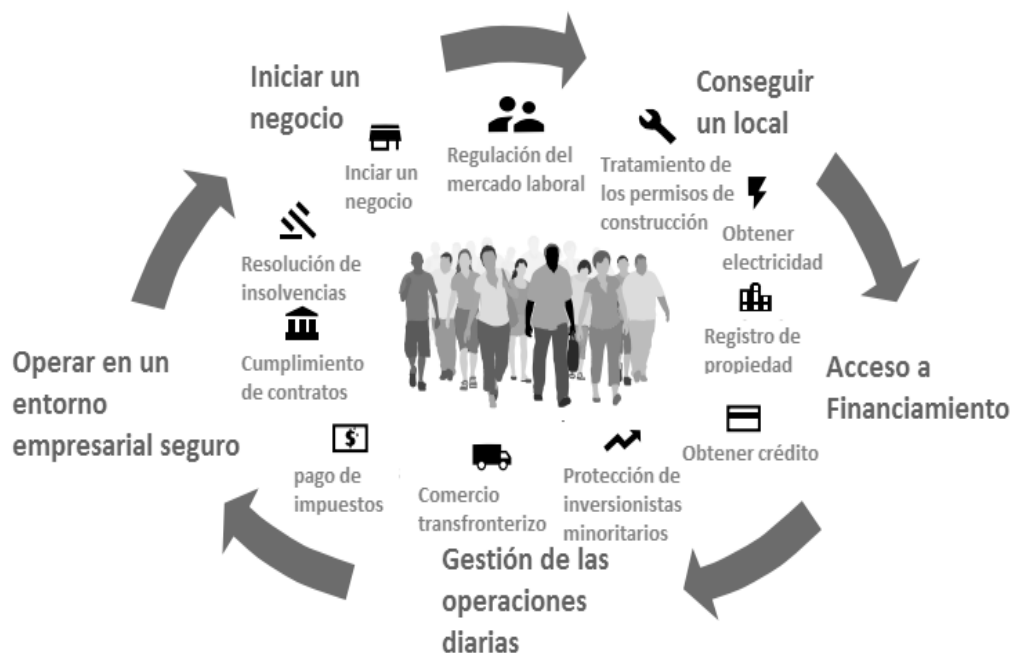 Iniciar un
negocio
Conseguir
un local
Inciar un
negocio
Regulación del
mercado laboral
Tratamiento de
los permisos de
construcción
Obtener
electricidad
Registro de
propiedad
Acceso a
Financiamiento
Obtener crédito
Protección de
inversionistas
minoritarios
Comercio
transfronterizo
Gestión de las
operaciones
diarias
$
pago de
impuestos
Operar en un
entorno
empresarial seguro
Cumplimiento
de contratos
Resolución de
insolvencias